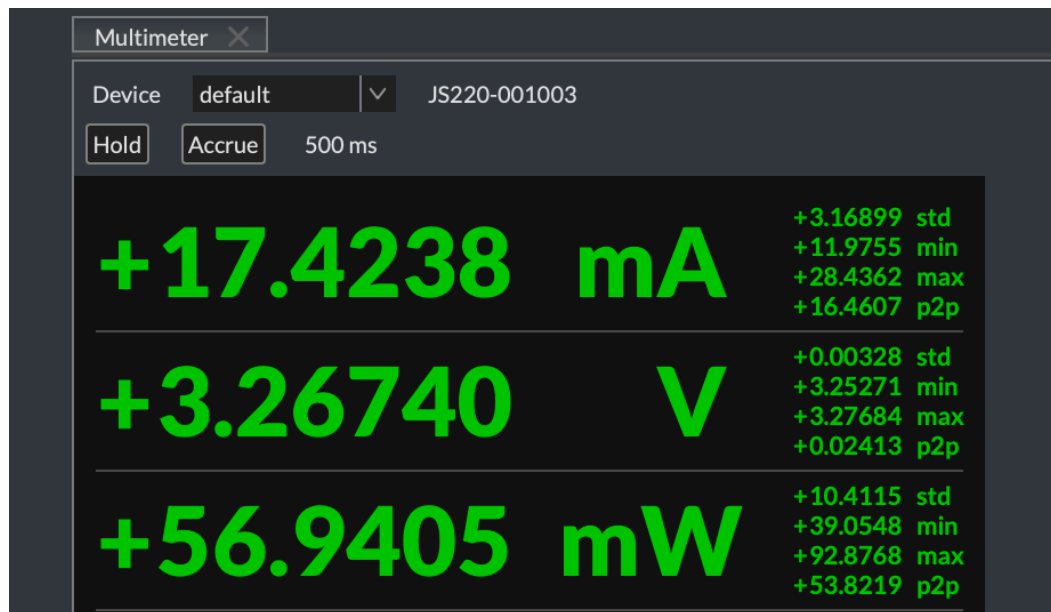 Multimeter
Device default JS220-001003
Hold Accrue 500 ms
+17.4238 mA
+3.16899 std
+11.9755 min
+28.4362 max
+16.4607 p2p
+3.26740 V
+0.00328 std
+3.25271 min
+3.27684 max
+0.02413 p2p
+56.9405 mW
+10.4115 std
+39.0548 min
+92.8768 max
+53.8219 p2p